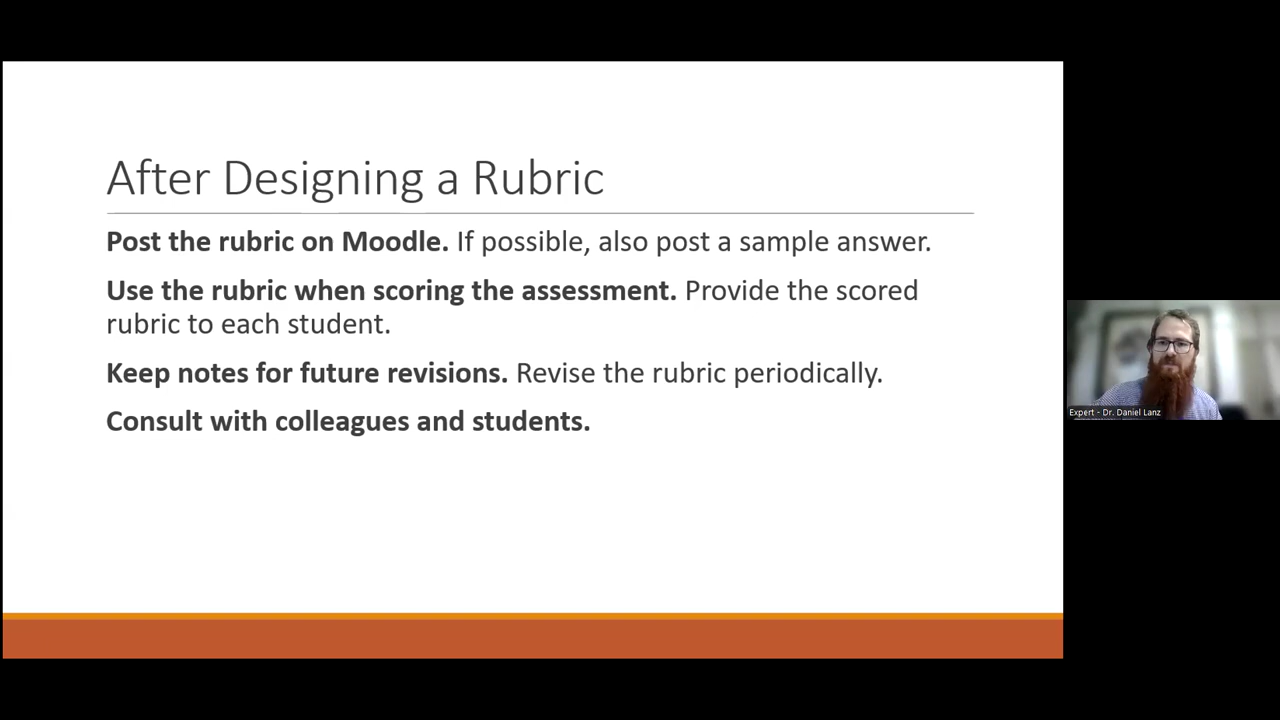 After Designing a Rubric
Post the rubric on Moodle. If possible, also post a sample answer.
Use the rubric when scoring the assessment. Provide the scored
rubric to each student.
Keep notes for future revisions. Revise the rubric periodically.
Consult with colleagues and students.
Expert - Dr. Daniel Lanz